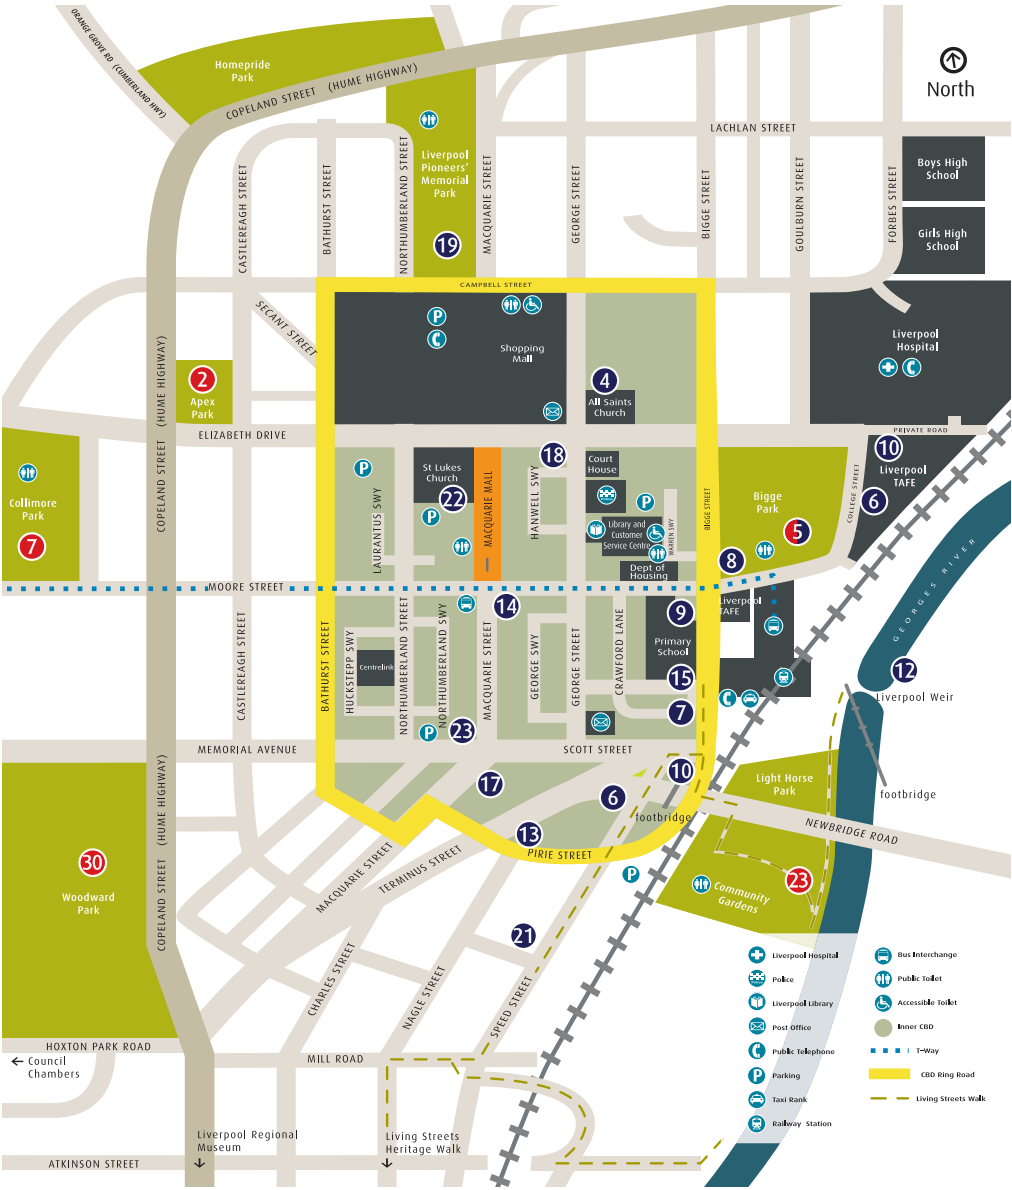 ORANGE GROVE RD (CUMBERLAND HWY)
Homepride
Park
COPELAND STREET (HUME HIGHWAY)
North
LACHLAN STREET
Liverpool
Pioneers'
Memorial
Park
19
CASTLEREAGH STREET
BATHURST STREET
NORTHUMBERLAND STREET
MACQUARIE STREET
GEORGE STREET
BIGGE STREET
GOULBURN STREET
FORBES STREET
Boys High
School
Girls High
School
CAMPBELL STREET
SECANT STREET
P
Shopping
Mall
4
All Saints
Church
Liverpool
Hospital
2
Apex
Park
COPELAND STREET (HUME HIGHWAY)
ELIZABETH DRIVE
PRIVATE ROAD
10
Liverpool
TAFE
6
COLLEGE STREET
Collimore
Park
7
P
LAURANTUS SWY
St Lukes
Church
22
P
MACQUARIE MALL
HANWELL SWY
18
Court
House
P
Library and
Customer
Service Centre
WARREN SWY
Dept of
Housing
BIGGE STREET
Bigge
Park
5
8
GEORGES RIVER
MOORE STREET
14
9
Liverpool
TAFE
Primary
School
15
7
CASTLEREAGH STREET
BATHURST STREET
HUCKSTEPP SWY
Centrelink
NORTHUMBERLAND STREET
NORTHUMBERLAND SWY
MACQUARIE STREET
GEORGE SWY
GEORGE STREET
CRAWFORD LANE
P
23
12
Liverpool Weir
MEMORIAL AVENUE
SCOTT STREET
COPELAND STREET (HUME HIGHWAY)
17
6
10
footbridge
13
PIRIE STREET
Light Horse
Park
footbridge
NEWBRIDGE ROAD
P
Community
Gardens
23
30
Woodward
Park
MACQUARIE STREET
TERMINUS STREET
21
CHARLES STREET
NAGLE STREET
SPEED STREET
HOXTON PARK ROAD
Council
Chambers
MILL ROAD
Liverpool Regional
Museum
Living Streets
Heritage Walk
ATKINSON STREET
Liverpool Hospital
Police
Liverpool Library
Post Office
Public Telephone
P Parking
Taxi Rank
Railway Station
Bus Interchange
Public Toilet
Accessible Toilet
Inner CBD
T-Way
CBD Ring Road
Living Streets Walk